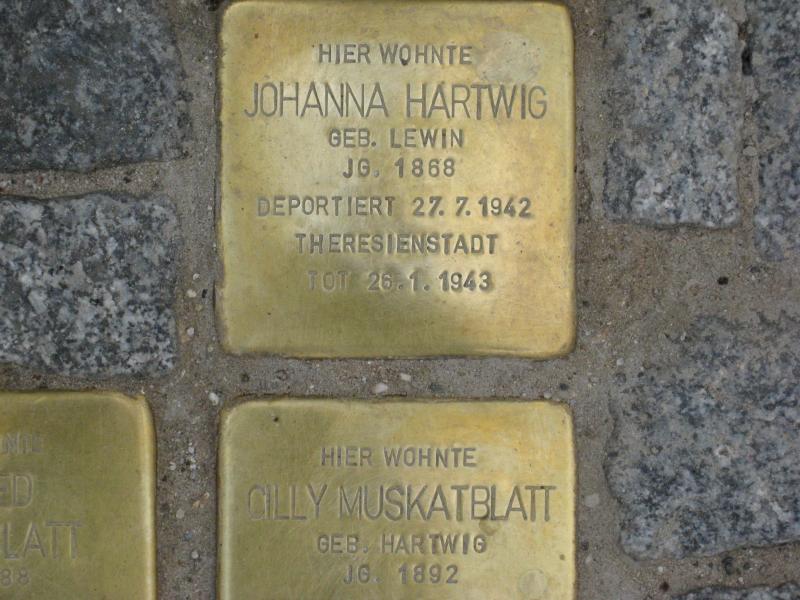 HIER WOHNTE
JOHANNA HARTWIG
GEB. LEWIN
JG. 1868
DEPORTIERT 27.7.1942
THERESIENSTADT
TOT 26.1.1943
HIER WOHNTE
CILLY MUSKATBLATT
GEB. HARTWIG
JG. 1892